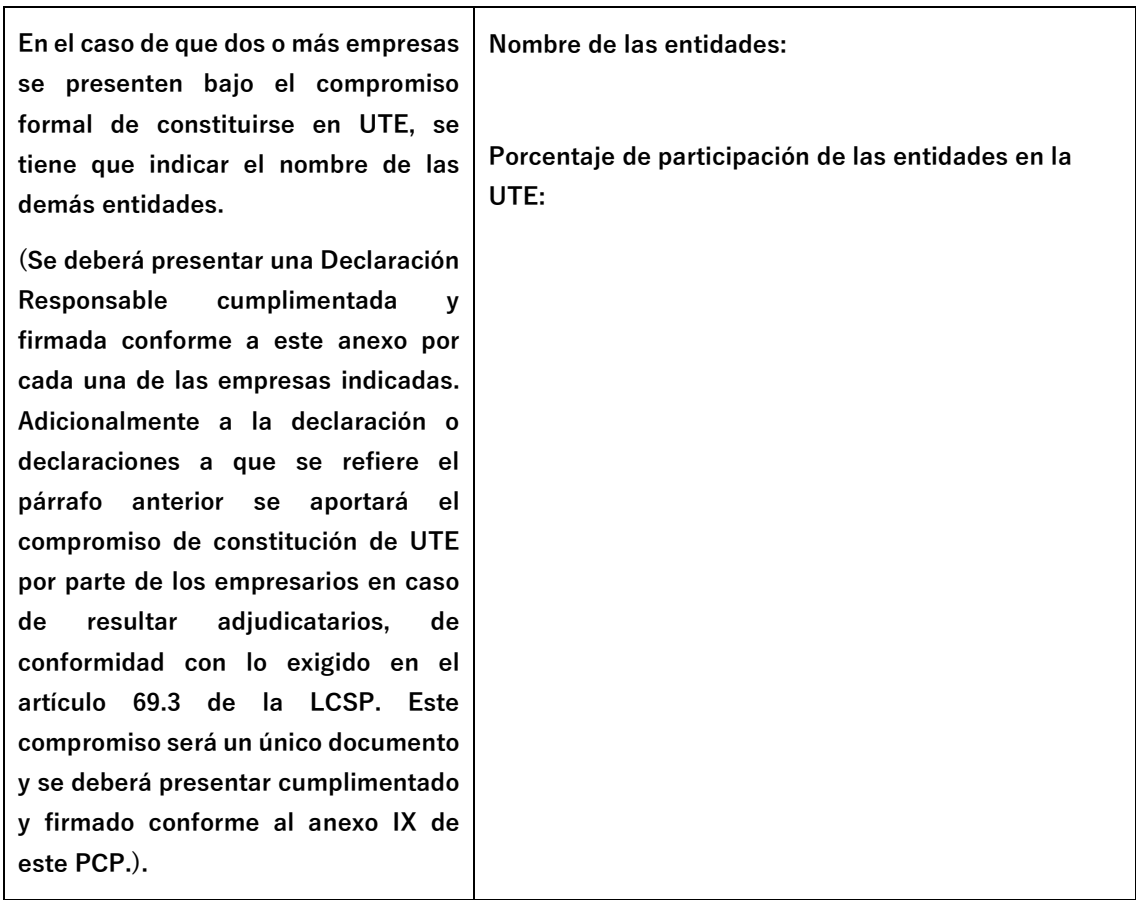 En el caso de que dos o más empresas
se presenten bajo el compromiso
formal de constituirse en UTE, se
tiene que indicar el nombre de las
demás entidades.
(Se deberá presentar una Declaración
Responsable cumplimentada y
firmada conforme a este anexo por
cada una de las empresas indicadas.
Adicionalmente a la declaración o
declaraciones a que se refiere el
párrafo anterior se aportará el
compromiso de constitución de UTE
por parte de los empresarios en caso
de resultar adjudicatarios, de
conformidad con lo exigido en el
artículo 69.3 de la LCSP. Este
compromiso será un único documento
y se deberá presentar cumplimentado
y firmado conforme al anexo IX de
este PCP.).
Nombre de las entidades:
Porcentaje de participación de las entidades en la
UTE: